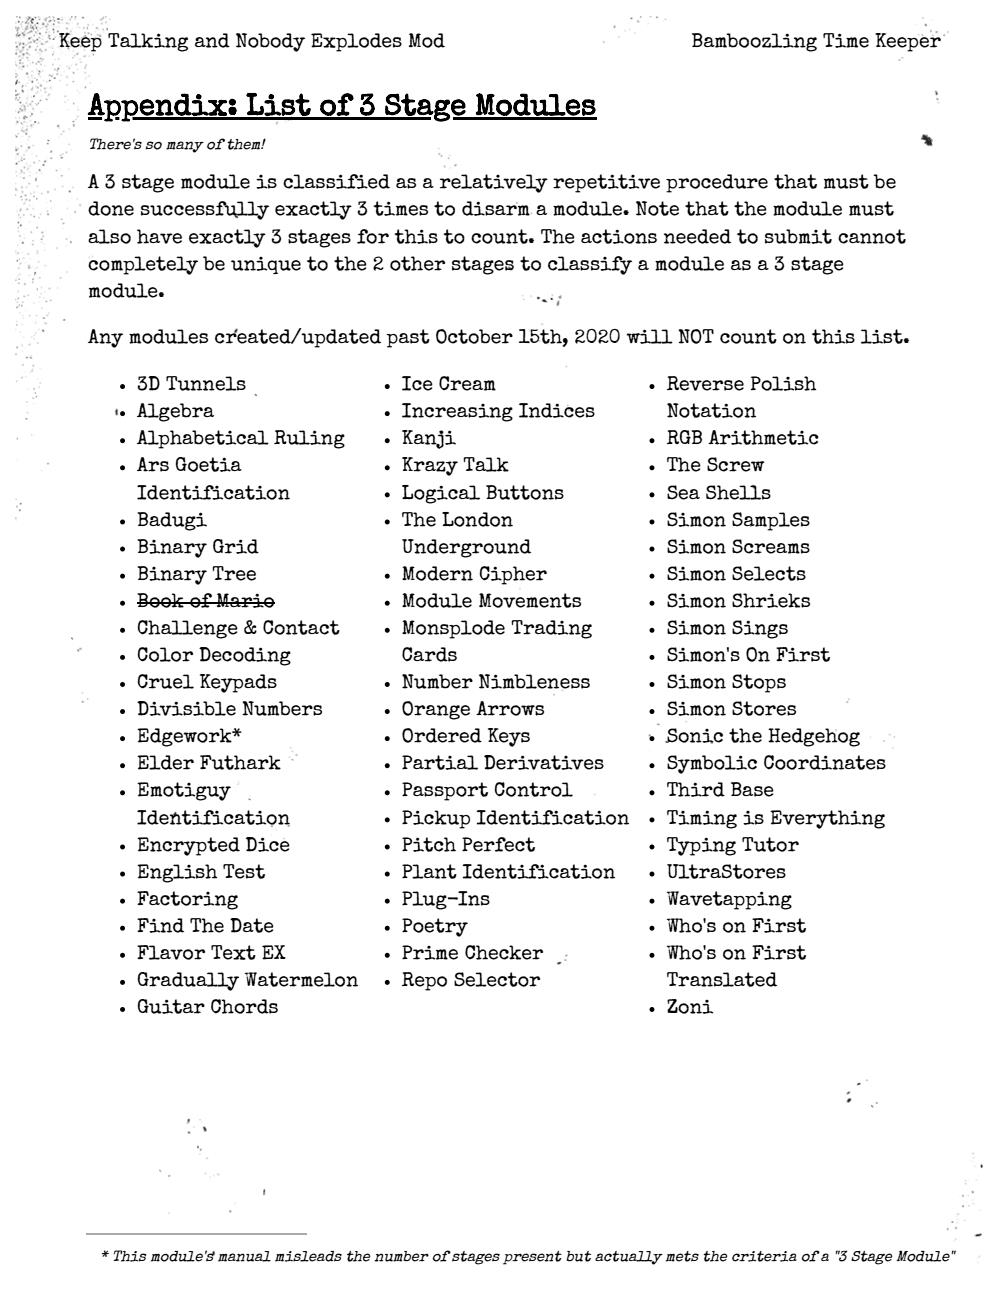 Keep Talking and Nobody Explodes Mod
Bamboozling Time Keeper
Appendix: List of 3 Stage Modules
There's so many of them!
A 3 stage module is classified as a relatively repetitive procedure that must be
done successfully exactly 3 times to disarm a module. Note that the module must
also have exactly 3 stages for this to count. The actions needed to submit cannot
completely be unique to the 2 other stages to classify a module as a 3 stage
module.
Any modules created/updated past October 15th, 2020 will NOT count on this list.
• 3D Tunnels
• Algebra
• Alphabetical Ruling
• Ars Goetia
Identification
• Badugi
• Binary Grid
• Binary Tree
• Book of Mario
• Challenge & Contact
• Color Decoding
• Cruel Keypads
• Divisible Numbers
• Edgework*
• Elder Futhark
• Emotiguy
Identification
• Encrypted Dice
• English Test
• Factoring
• Find The Date
• Flavor Text EX
• Gradually Watermelon
• Guitar Chords
• Ice Cream
• Increasing Indices
• Kanji
• Krazy Talk
• Logical Buttons
• The London
Underground
• Modern Cipher
• Module Movements
• Monsplode Trading
Cards
• Number Nimbleness
• Orange Arrows
• Ordered Keys
• Partial Derivatives
• Passport Control
• Pickup Identification
• Pitch Perfect
• Plant Identification
• Plug-Ins
• Poetry
• Prime Checker
• Repo Selector
• Reverse Polish
Notation
• RGB Arithmetic
• The Screw
• Sea Shells
• Simon Samples
• Simon Screams
• Simon Selects
• Simon Shrieks
• Simon Sings
• Simon's On First
• Simon Stops
• Simon Stores
• Sonic the Hedgehog
• Symbolic Coordinates
• Third Base
• Timing is Everything
• Typing Tutor
• UltraStores
• Wavetapping
• Who's on First
• Who's on First
Translated
• Zoni
* This module's manual misleads the number of stages present but actually mets the criteria of a "3 Stage Module"